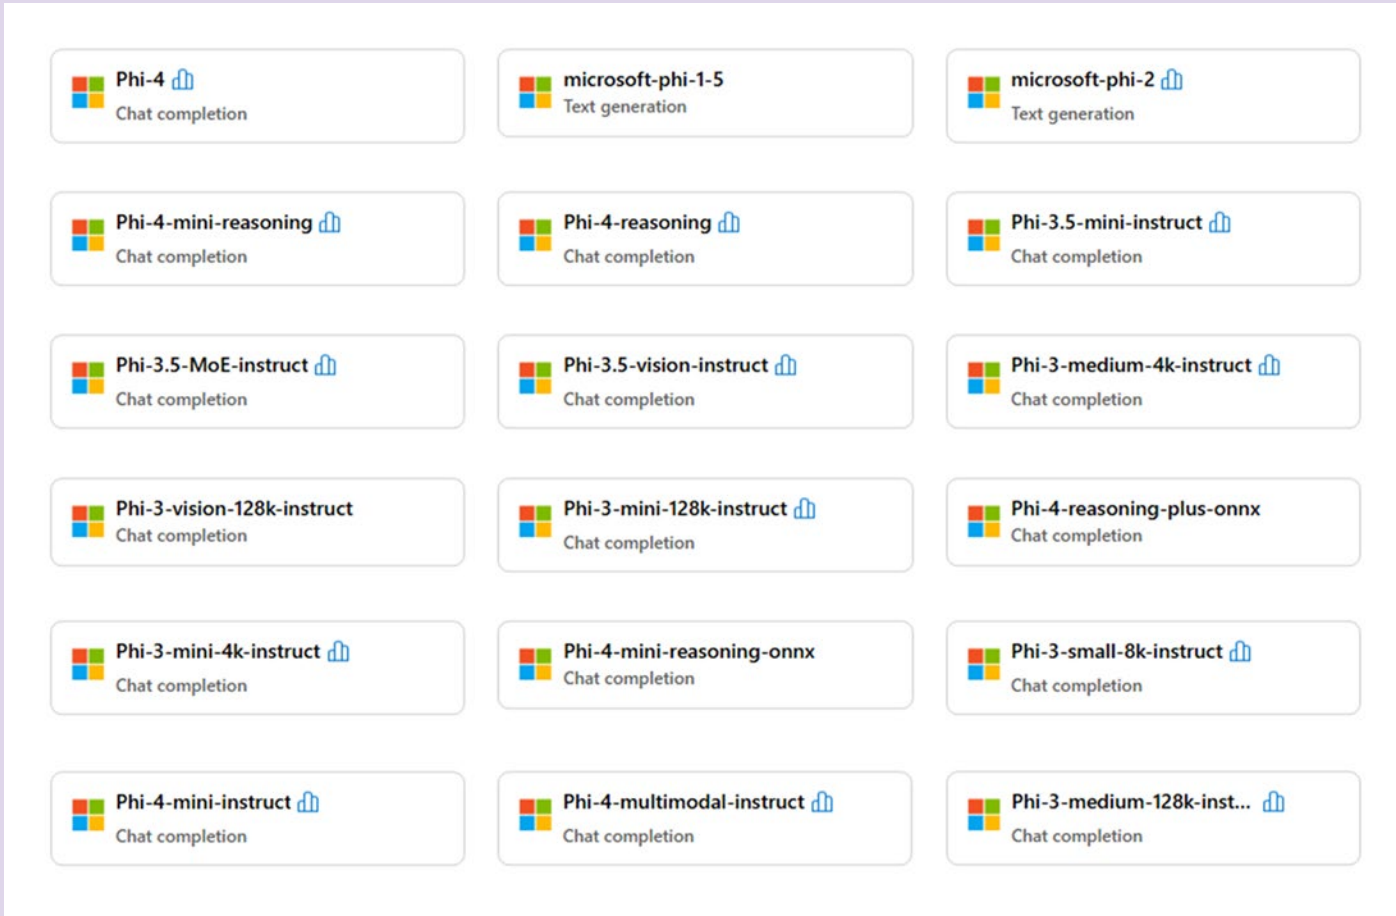 Phi-4
Chat completion
microsoft-phi-1-5
Text generation
microsoft-phi-2
Text generation
Phi-4-mini-reasoning
Chat completion
Phi-4-reasoning
Chat completion
Phi-3.5-mini-instruct
Chat completion
Phi-3.5-MoE-instruct
Chat completion
Phi-3.5-vision-instruct
Chat completion
Phi-3-medium-4k-instruct
Chat completion
Phi-3-vision-128k-instruct
Chat completion
Phi-3-mini-128k-instruct
Chat completion
Phi-4-reasoning-plus-onnx
Chat completion
Phi-3-mini-4k-instruct
Chat completion
Phi-4-mini-reasoning-onnx
Chat completion
Phi-3-small-8k-instruct
Chat completion
Phi-4-mini-instruct
Chat completion
Phi-4-multimodal-instruct
Chat completion
Phi-3-medium-128k-inst...
Chat completion